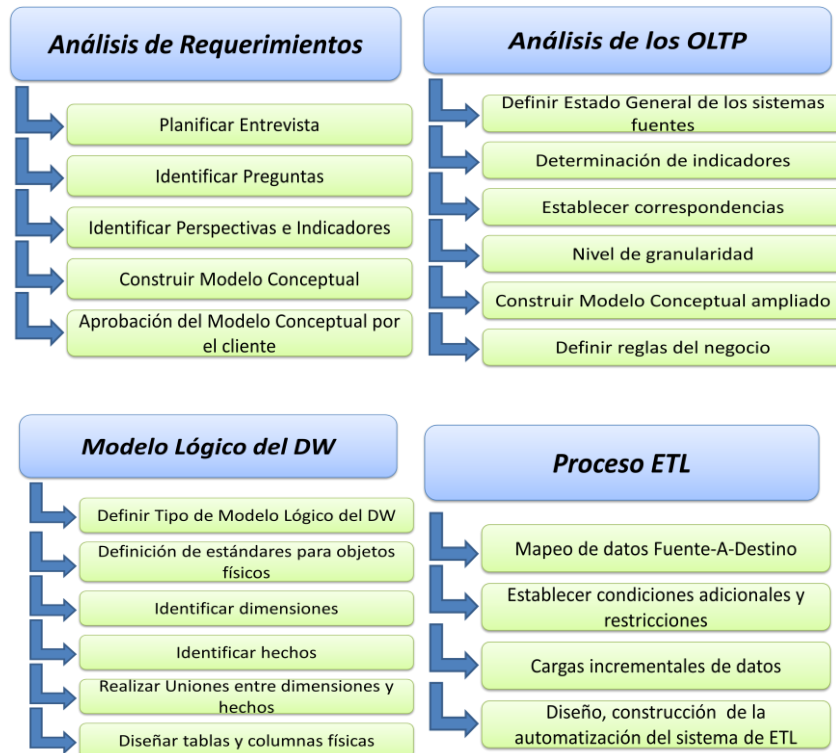 Análisis de Requerimientos
Planificar Entrevista
Identificar Preguntas
Identificar Perspectivas e Indicadores
Construir Modelo Conceptual
Aprobación del Modelo Conceptual por
el cliente
Análisis de los OLTP
Definir Estado General de los sistemas
fuentes
Determinación de indicadores
Establecer correspondencias
Nivel de granularidad
Construir Modelo Conceptual ampliado
Definir reglas del negocio
Modelo Lógico del DW
Definir Tipo de Modelo Lógico del DW
Definición de estándares para objetos
físicos
Identificar dimensiones
Identificar hechos
Realizar Uniones entre dimensiones y
hechos
Diseñar tablas y columnas físicas
Proceso ETL
Mapeo de datos Fuente-A-Destino
Establecer condiciones adicionales y
restricciones
Cargas incrementales de datos
Diseño, construcción de la
automatización del sistema de ETL